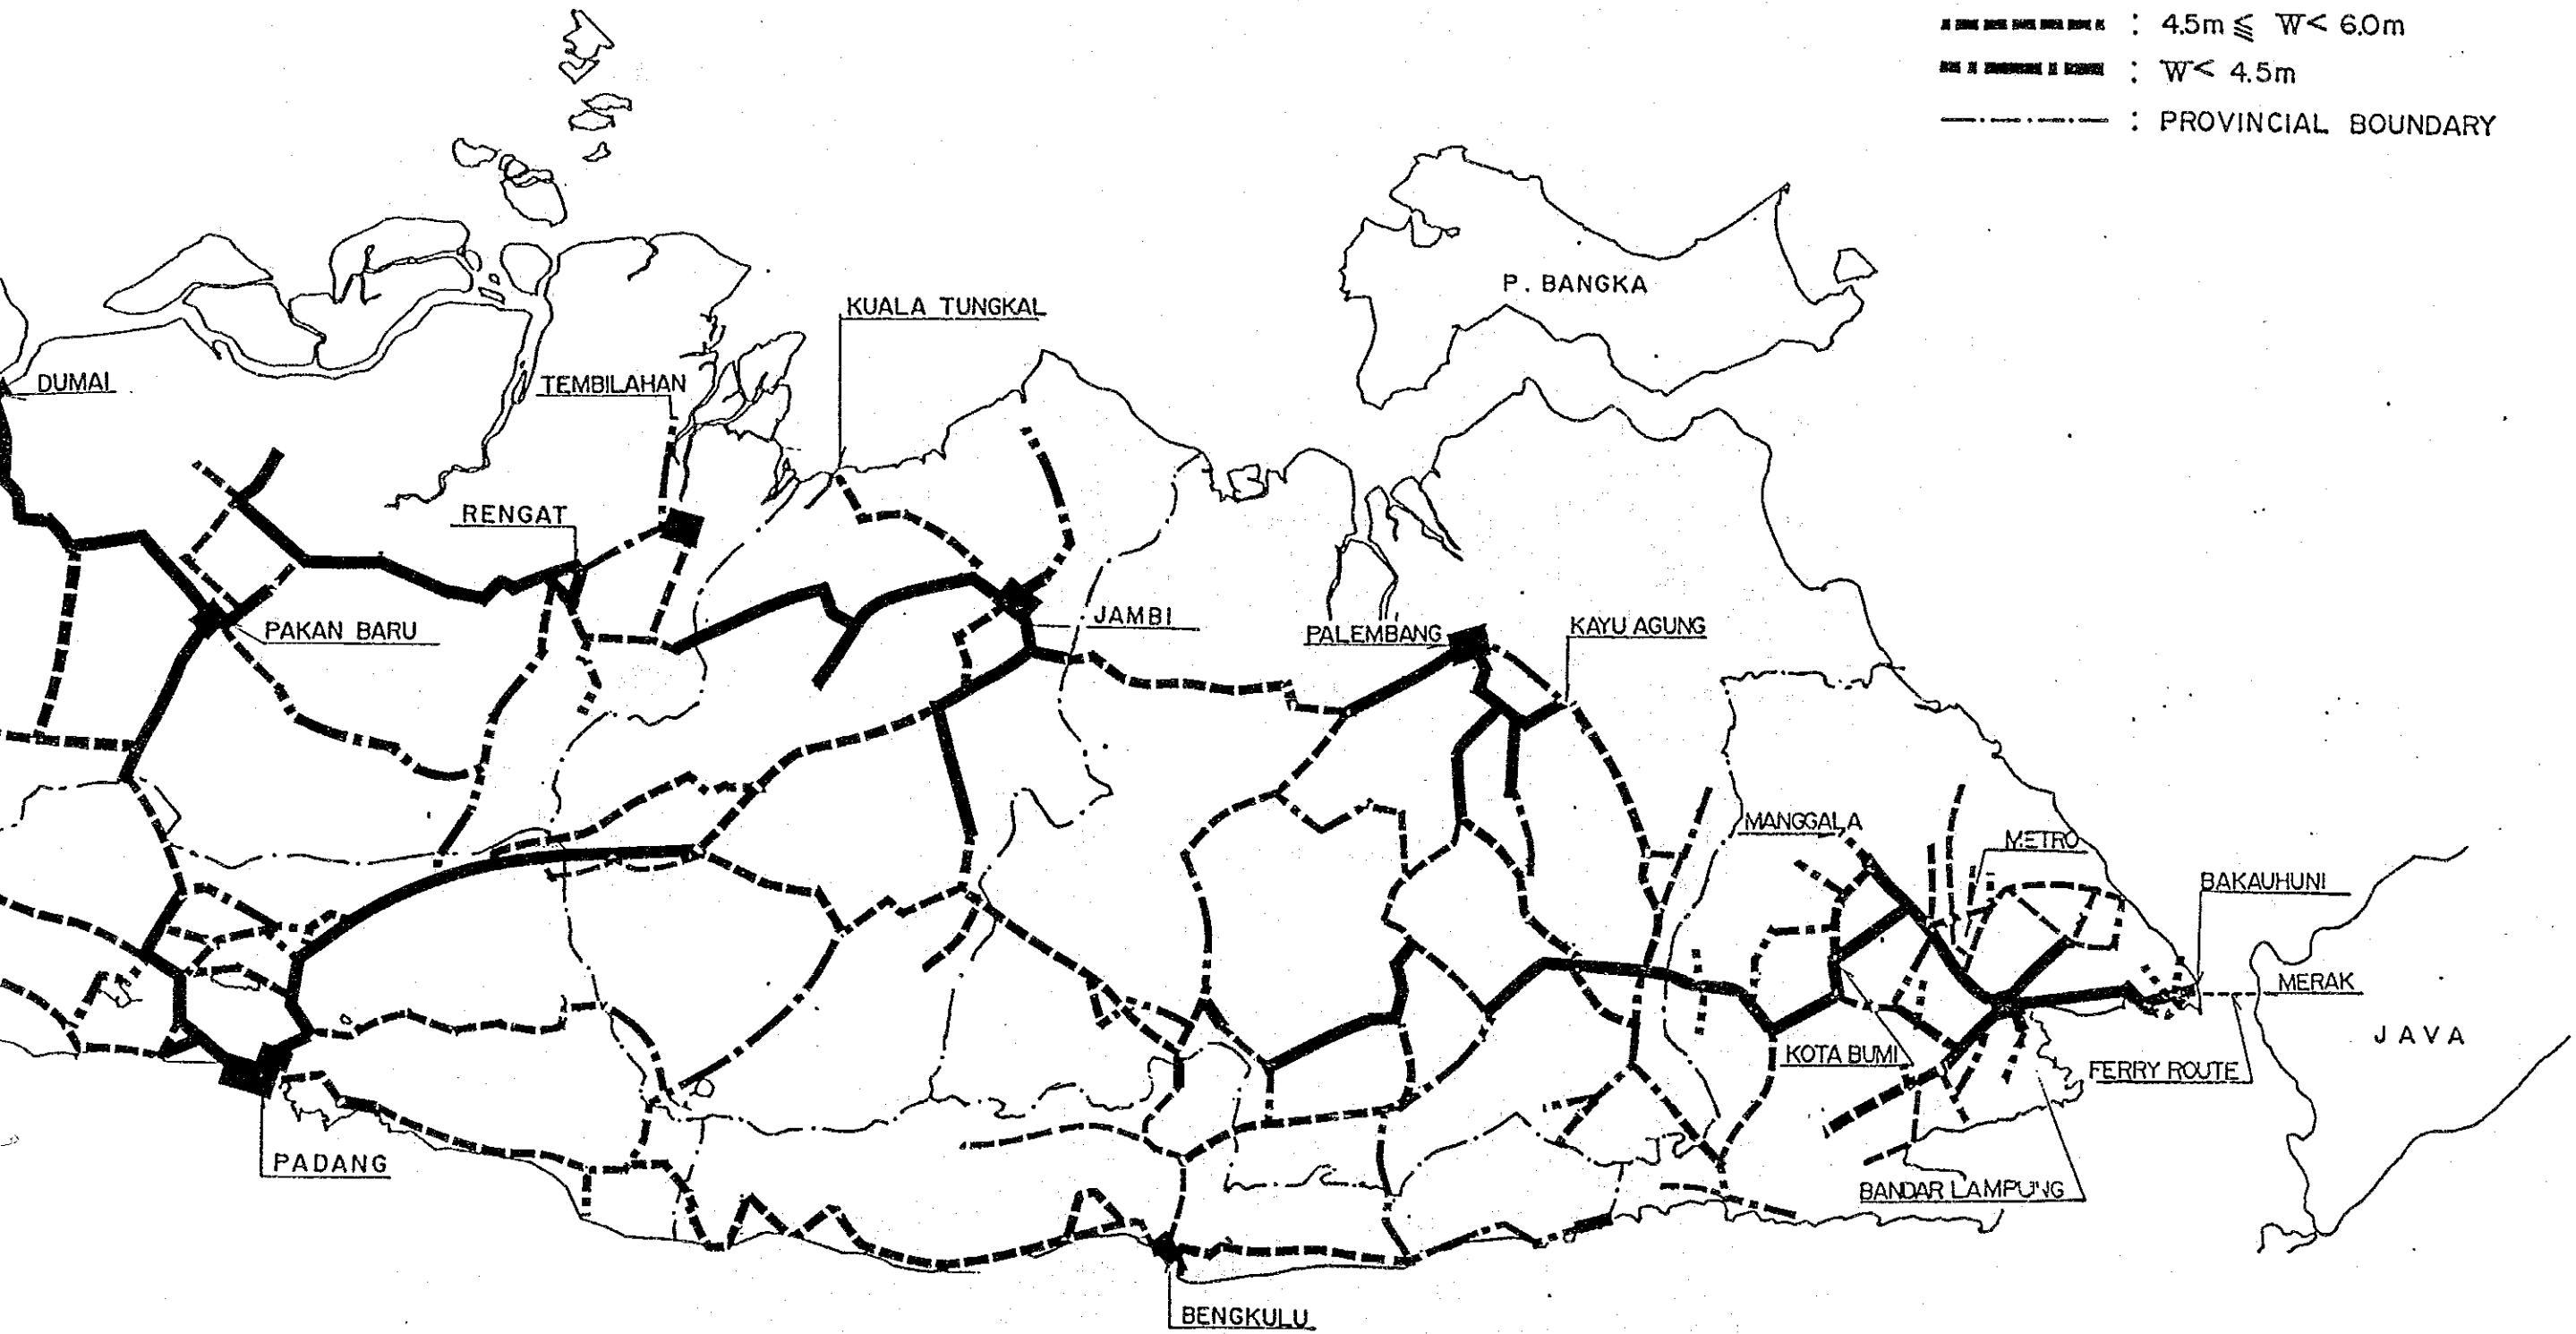 : 4.5m ≦ W < 6.0m
: W < 4.5m
: PROVINCIAL BOUNDARY
P. BANGKA
KUALA TUNGKAL
DUMAI
TEMBILAHAN
RENGAT
PAKAN BARU
JAMBI
PALEMBANG
KAYU AGUNG
MANGGALA
METRO
BAKAUHUNI
MERAK
JAVA
KOTA BUMI
FERRY ROUTE
PADANG
BANDAR LAMPUNG
BENGKULU